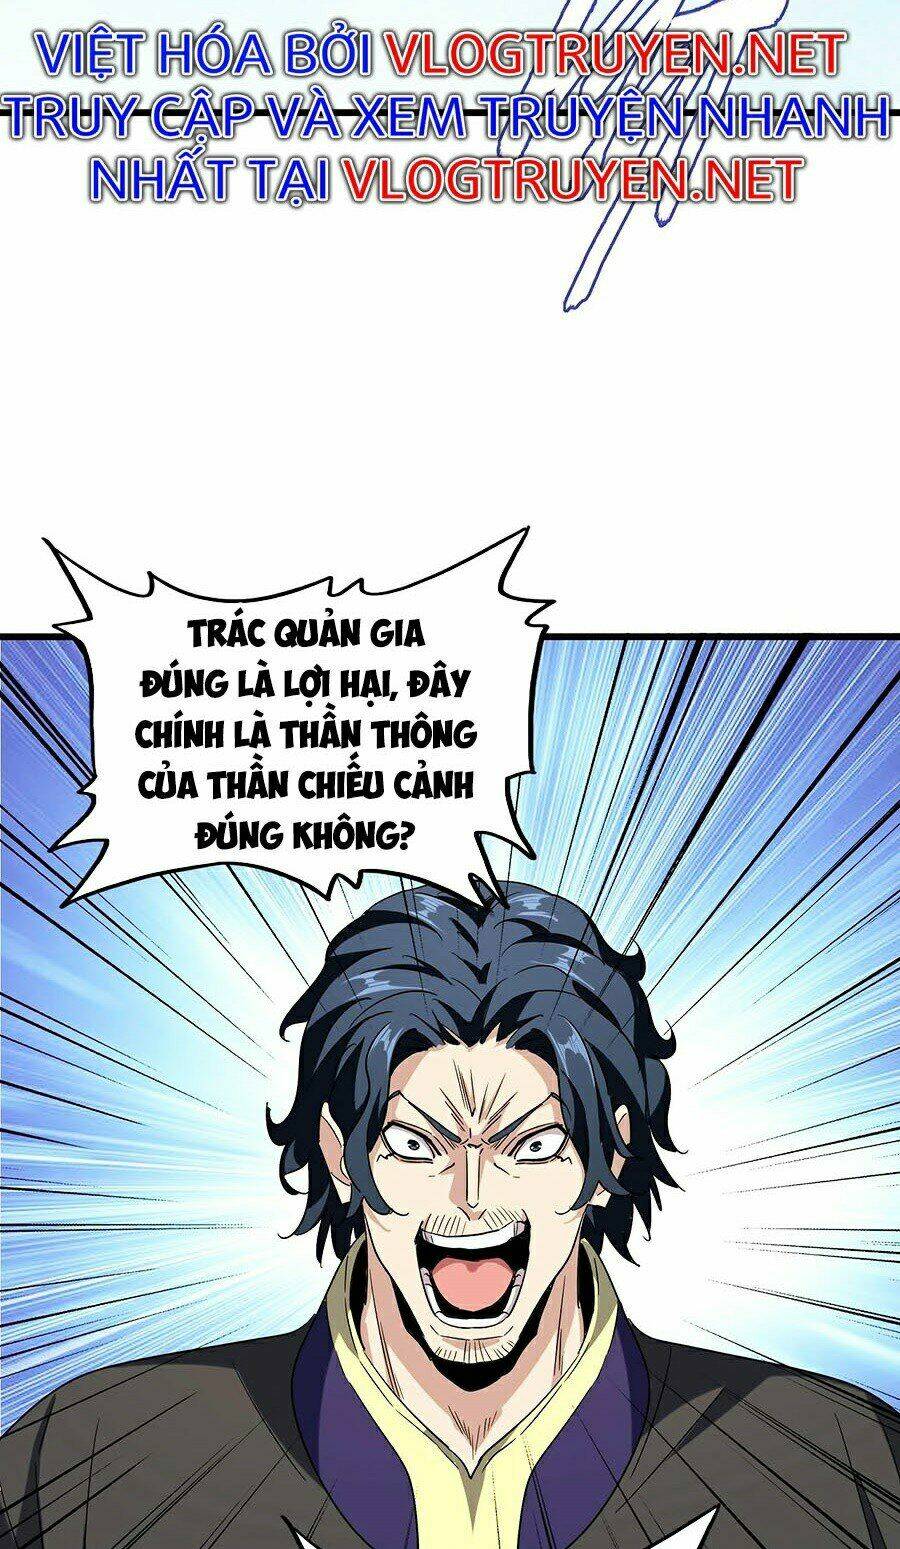 VIỆT HÓA BỞI VLOGTRUYEN.NET
TRUY CẬP VÀ XEM TRUYỆN NHANH
NHẤT TẠI VLOGTRUYEN.NET
TRÁC QUẢN GIA
ĐÚNG LÀ LỢI HẠI, ĐÂY
CHÍNH LÀ THẦN THÔNG
CỦA THẦN CHIẾU CẢNH
ĐÚNG KHÔNG?